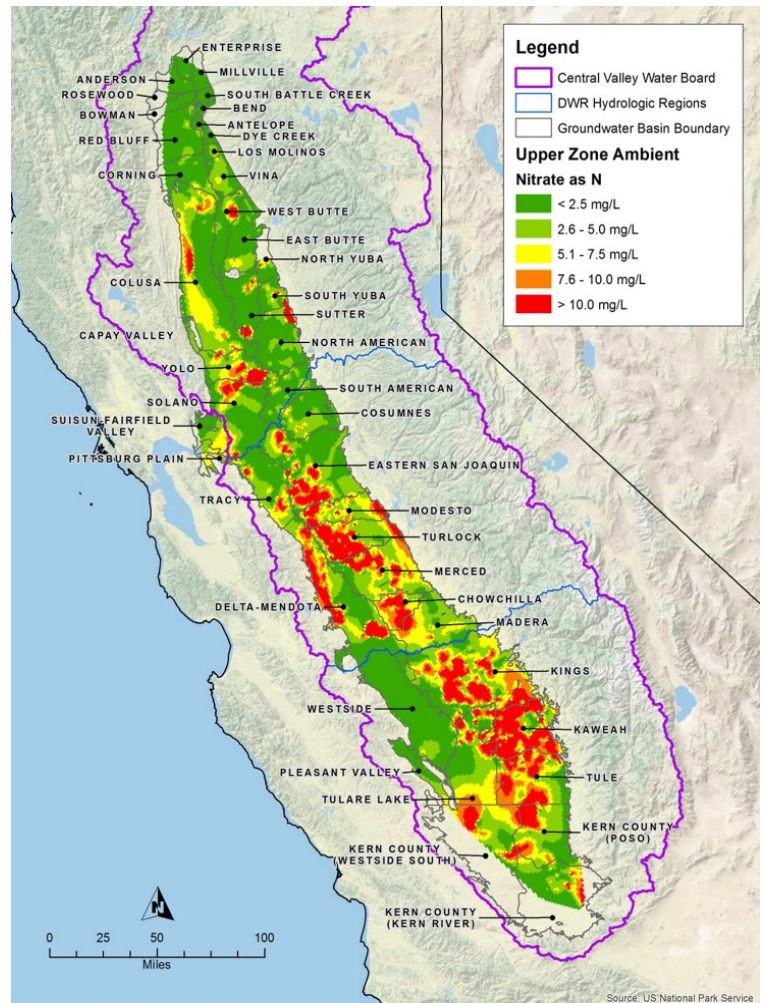 ENTERPRISE
ANDERSON
MILLVILLE
ROSEWOOD
SOUTH BATTLE CREEK
BOWMAN
BEND
ANTELOPE
RED BLUFF
DYE CREEK
LOS MOLINOS
CORNING
VINA
WEST BUTTE
EAST BUTTE
NORTH YUBA
COLUSA
SOUTH YUBA
SUTTER
CAPAY VALLEY
NORTH AMERICAN
YOLO
SOUTH AMERICAN
SOLANO
COSUMNES
SUISUN-FAIRFIELD
VALLEY
PITTSBURG PLAIN
EASTERN SAN JOAQUIN
TRACY
MODESTO
TURLOCK
MERCED
CHOWCHILLA
DELTA-MENDOTA
MADERA
KINGS
WESTSIDE
KAWEAH
PLEASANT VALLEY
TULE
TULARE LAKE
KERN COUNTY
(POSO)
KERN COUNTY
(WESTSIDE SOUTH)
KERN COUNTY
(KERN RIVER)
Legend
Central Valley Water Board
DWR Hydrologic Regions
Groundwater Basin Boundary
Upper Zone Ambient
Nitrate as N
< 2.5 mg/L
2.6 - 5.0 mg/L
5.1 - 7.5 mg/L
7.6 - 10.0 mg/L
> 10.0 mg/L
N
0 25 50 100
Miles
Source: US National Park Service